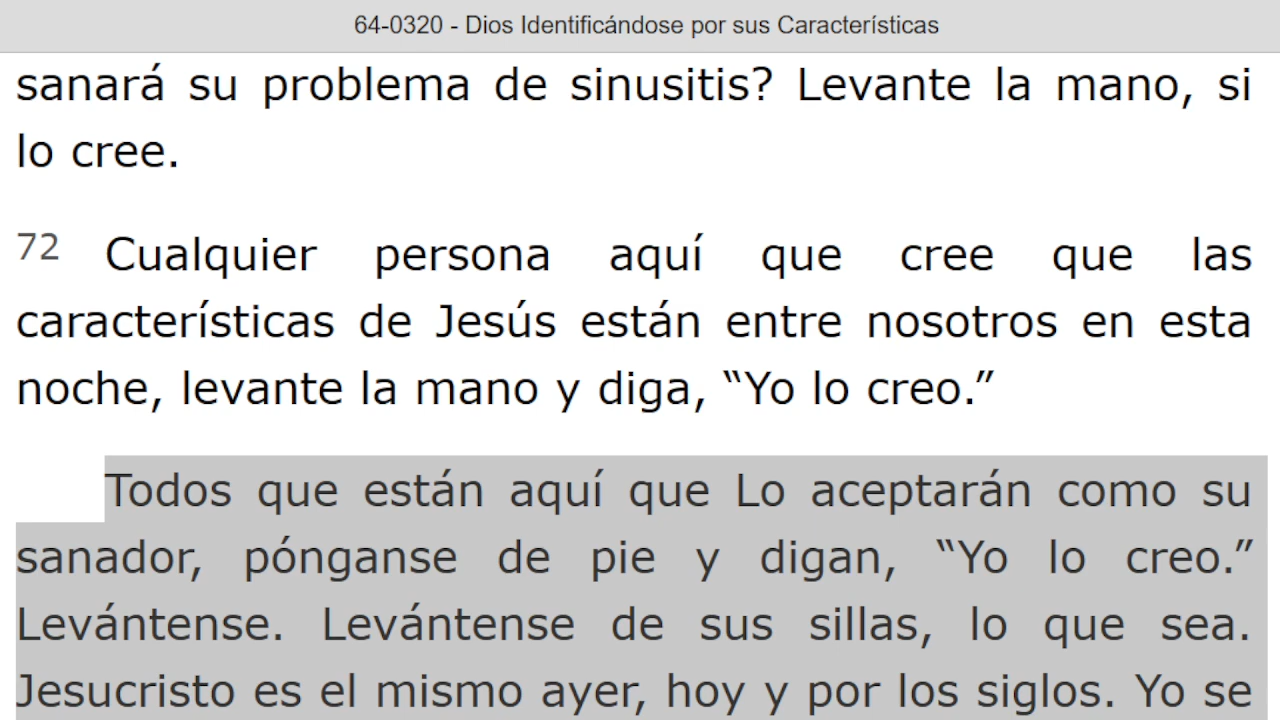 64-0320 - Dios Identificándose por sus Características
sanará su problema de sinusitis? Levante la mano, si
lo cree.
72 Cualquier persona aquí que cree que las
características de Jesús están entre nosotros en esta
noche, levante la mano y diga, “Yo lo creo.”
Todos que están aquí que Lo aceptarán como su
sanador, pónganse de pie y digan, “Yo lo creo.”
Levántense. Levántense de sus sillas, lo que sea.
Jesucristo es el mismo ayer, hoy y por los siglos. Yo se